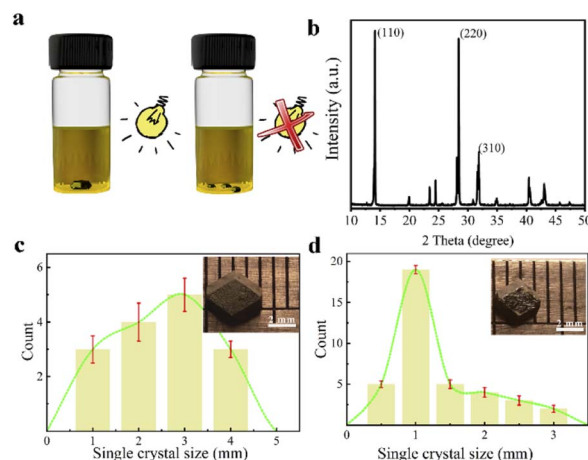 a
b
(110)
(220)
(310)
Intensity (a.u.)
10 15 20 25 30 35 40 45 50
2 Theta (degree)
c
6
4
2
Count
2 mm
0 1 2 3 4 5
Single crystal size (mm)
d
20
15
10
5
Count
2 mm
0 1 2 3
Single crystal size (mm)